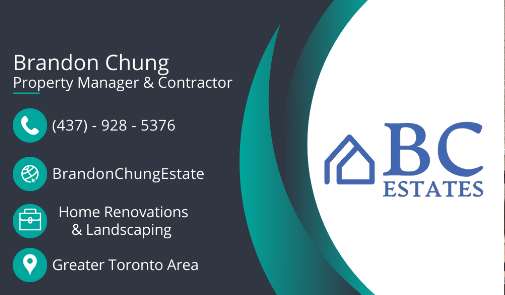 Brandon Chung
Property Manager & Contractor
(437) - 928 - 5376
BrandonChungEstate
Home Renovations
& Landscaping
Greater Toronto Area
BC
ESTATES